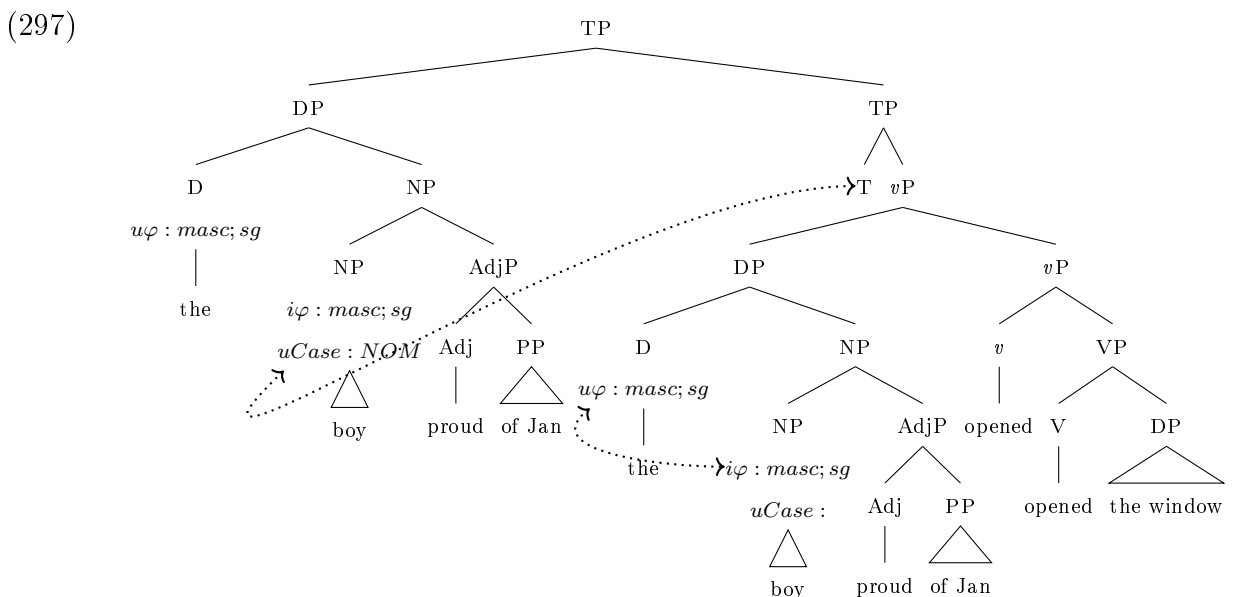 (297)
TP
DP TP
D NP T vP
uφ : masc; sg
NP AdjP DP vP
the iφ : masc; sg
uCase : NOM Adj PP D NP v VP
uφ : masc; sg
boy proud of Jan NP AdjP opened V DP
the iφ : masc; sg
uCase : Adj PP opened the window
boy proud of Jan